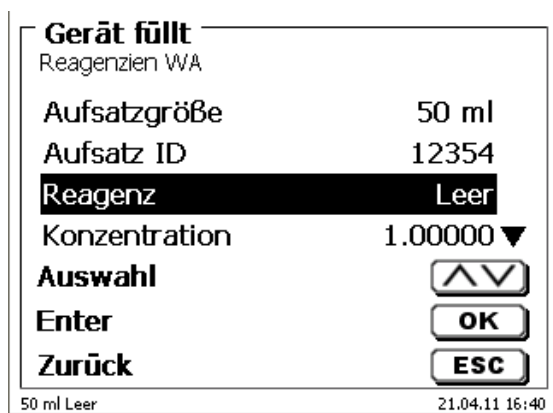 Gerāt füllt
Reagenzien WA
Aufsatzgröße 50 ml
Aufsatz ID 12354
Reagenz Leer
Konzentration 1.00000 ▼
Auswahl
Enter OK
Zurück ESC
50 ml Leer 21.04.11 16:40